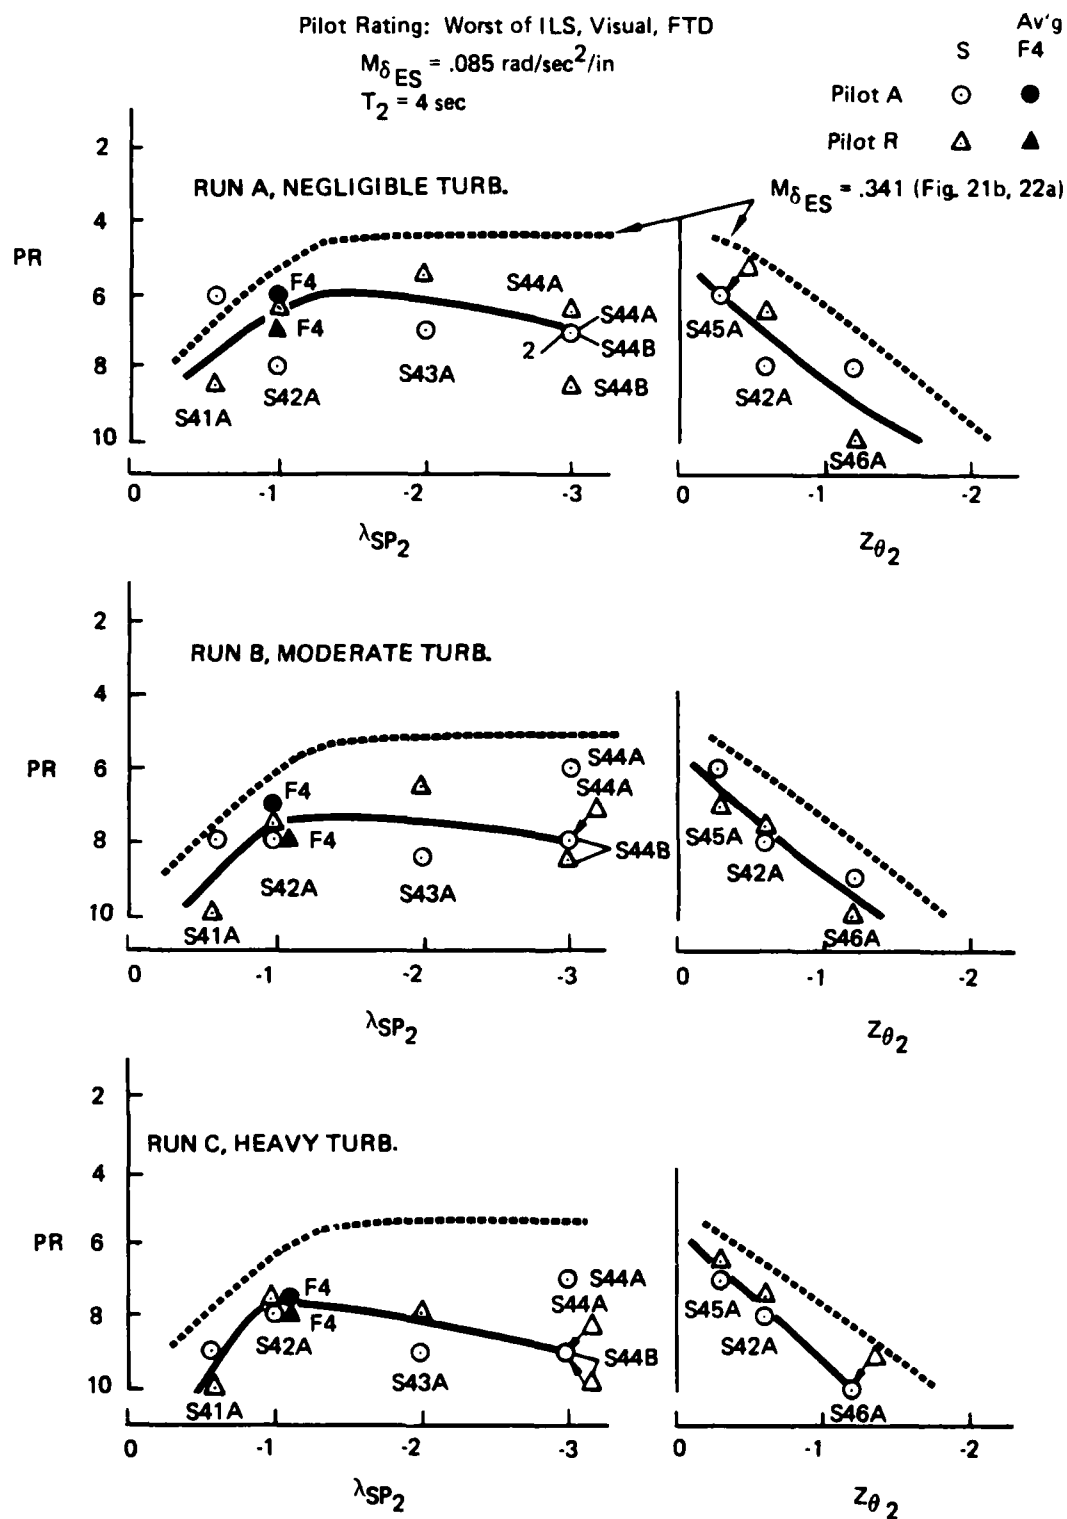 Pilot Rating: Worst of ILS, Visual, FTD
MδES = .085 rad/sec²/in
T2 = 4 sec
Av'g
S F4
Pilot A
Pilot R
RUN A, NEGLIGIBLE TURB.
MδES = .341 (Fig. 21b, 22a)
PR
2
4
6
8
10
F4
F4
S41A
S42A
S43A
S44A
S44A
S44B
2
S44B
S45A
S42A
S46A
0 -1 -2 -3
λSP2
0 -1 -2
Zθ2
RUN B, MODERATE TURB.
PR
2
4
6
8
10
F4
F4
S41A
S42A
S43A
S44A
S44A
S44B
S45A
S42A
S46A
0 -1 -2 -3
λSP2
0 -1 -2
Zθ2
RUN C, HEAVY TURB.
PR
2
4
6
8
10
F4
F4
S41A
S42A
S43A
S44A
S44A
S44B
S45A
S42A
S46A
0 -1 -2 -3
λSP2
0 -1 -2
Zθ2